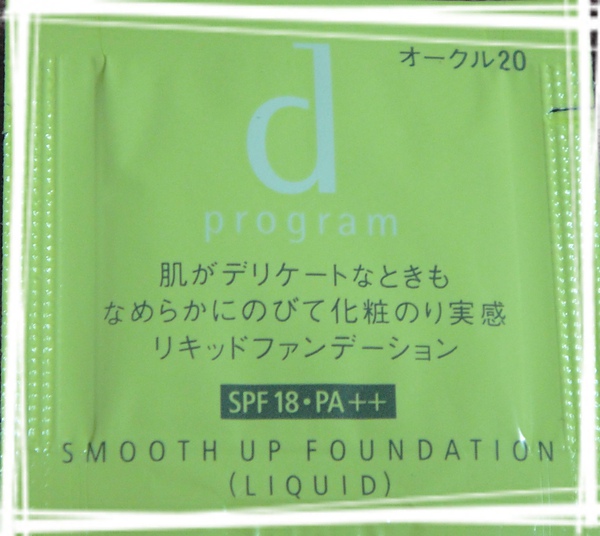 オークル20
d
program
肌がデリケートなときも
なめらかにのびて化粧のり実感
リキッドファンデーション
SPF 18・PA++
SMOOTH UP FOUNDATION
(LIQUID)